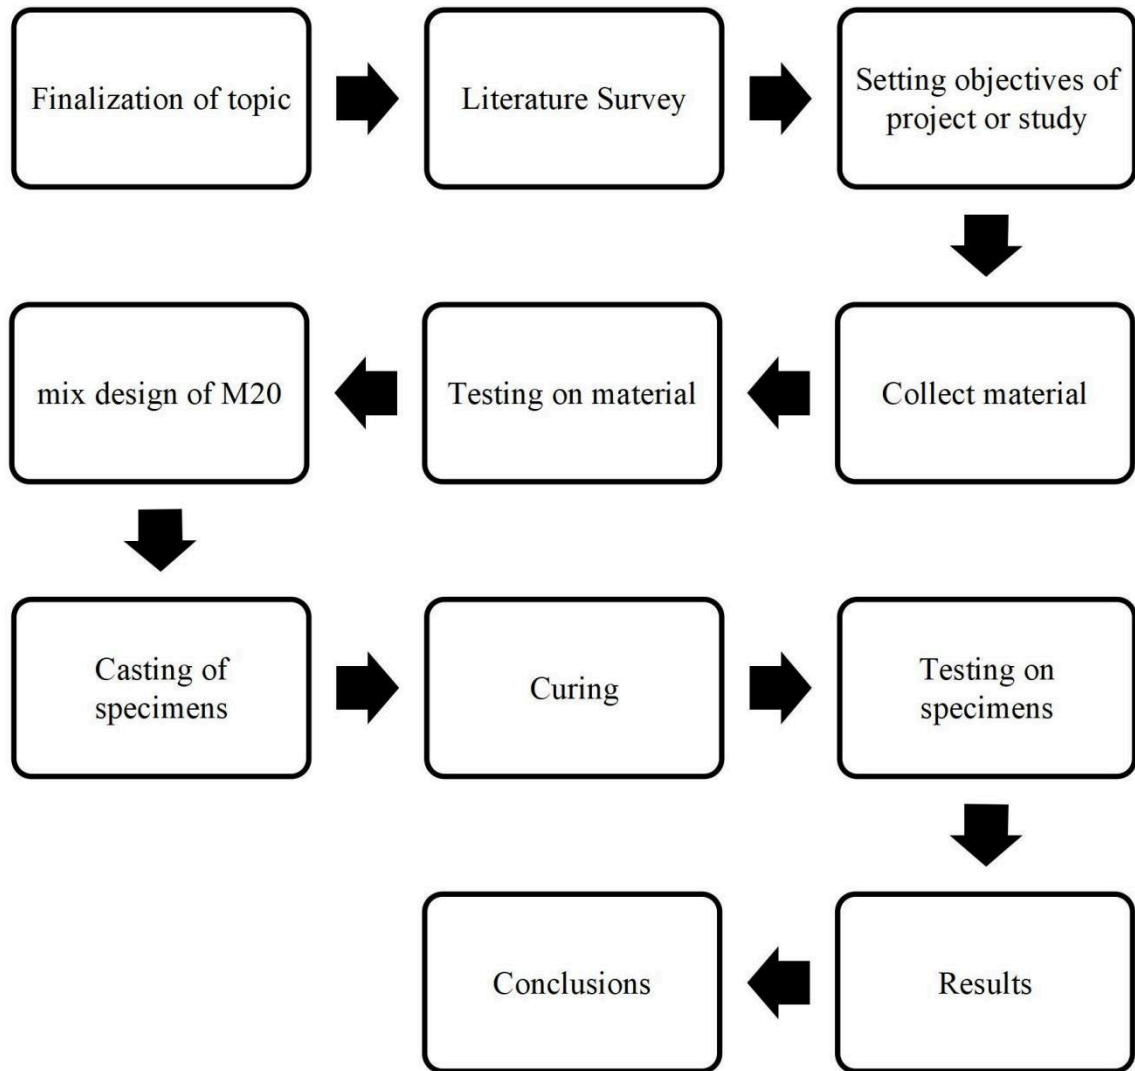 Finalization of topic
Literature Survey
Setting objectives of
project or study
Collect material
Testing on material
mix design of M20
Casting of
specimens
Curing
Testing on
specimens
Results
Conclusions